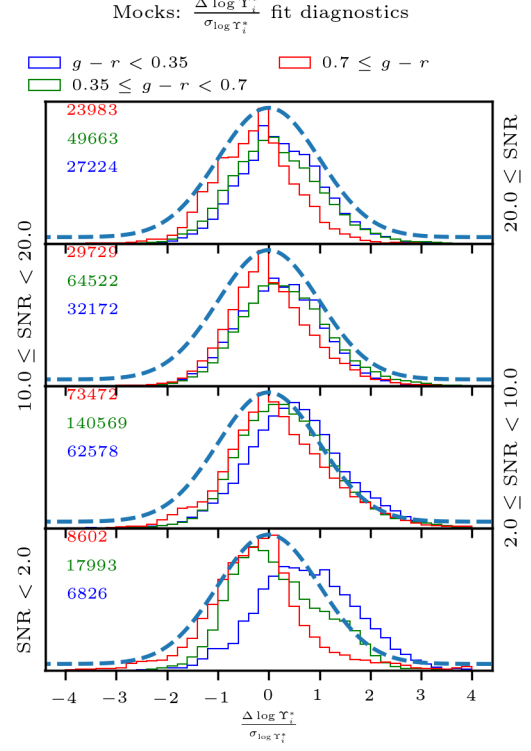 Mocks: Δ log Υ*ᵢ / σ_log Υ*ᵢ fit diagnostics
g − r < 0.35
0.35 ≤ g − r < 0.7
0.7 ≤ g − r
23983
49663
27224
20.0 ≤ SNR
29729
64522
32172
10.0 ≤ SNR < 20.0
73472
140569
62578
2.0 ≤ SNR < 10.0
8602
17993
6826
SNR < 2.0
−4 −3 −2 −1 0 1 2 3 4
Δ log Υ*ᵢ / σ_log Υ*ᵢ